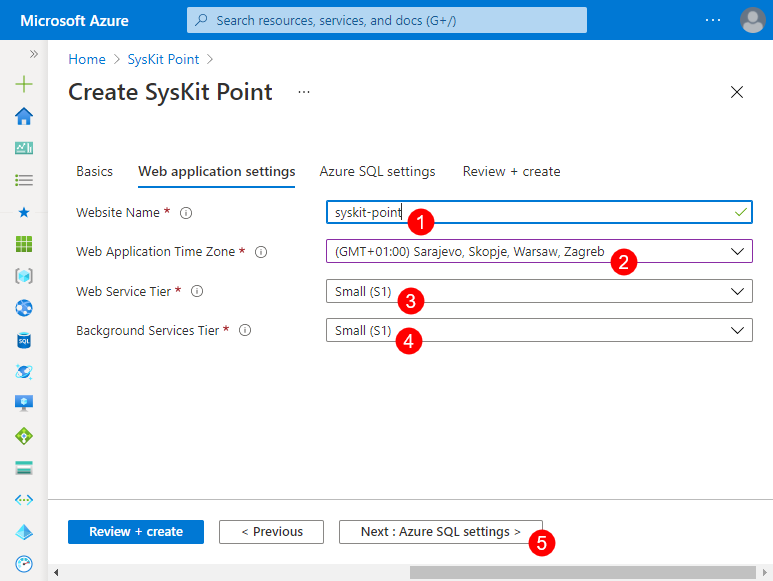 Microsoft Azure
Search resources, services, and docs (G+/)
Home > SysKit Point >
Create SysKit Point ...
Basics
Web application settings
Azure SQL settings
Review + create
Website Name *
syskit-point
1
Web Application Time Zone *
(GMT+01:00) Sarajevo, Skopje, Warsaw, Zagreb
2
Web Service Tier *
Small (S1)
3
Background Services Tier *
Small (S1)
4
SQL
Review + create
< Previous
Next : Azure SQL settings >
5